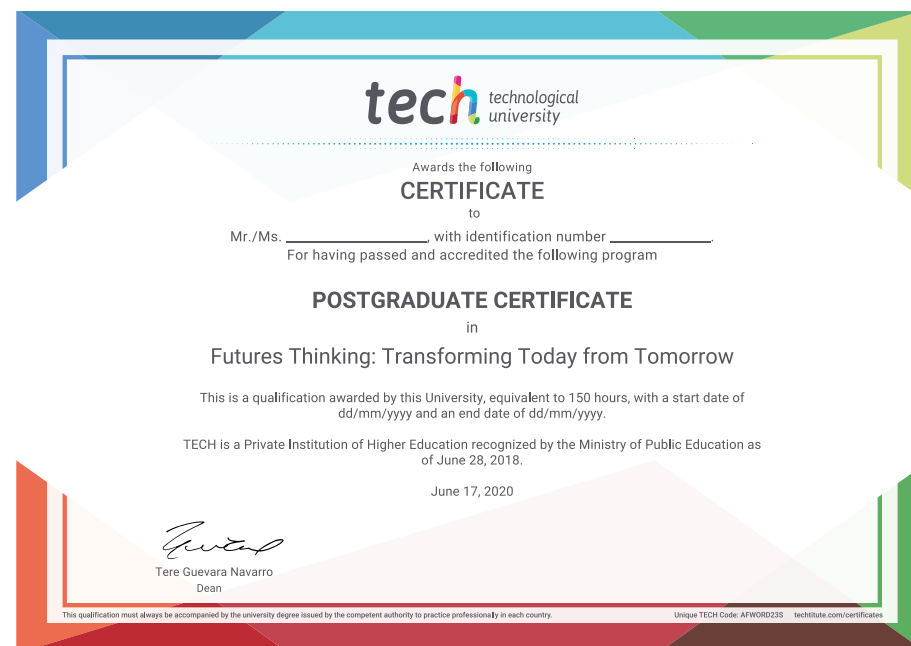 tech technological
university
Awards the following
CERTIFICATE
to
Mr./Ms. ____________________, with identification number ______________.
For having passed and accredited the following program
POSTGRADUATE CERTIFICATE
in
Futures Thinking: Transforming Today from Tomorrow
This is a qualification awarded by this University, equivalent to 150 hours, with a start date of
dd/mm/yyyy and an end date of dd/mm/yyyy.
TECH is a Private Institution of Higher Education recognized by the Ministry of Public Education as
of June 28, 2018.
June 17, 2020
Tere Guevara Navarro
Dean
This qualification must always be accompanied by the university degree issued by the competent authority to practice professionally in each country. Unique TECH Code: AFWORD23S techtitute.com/certificates